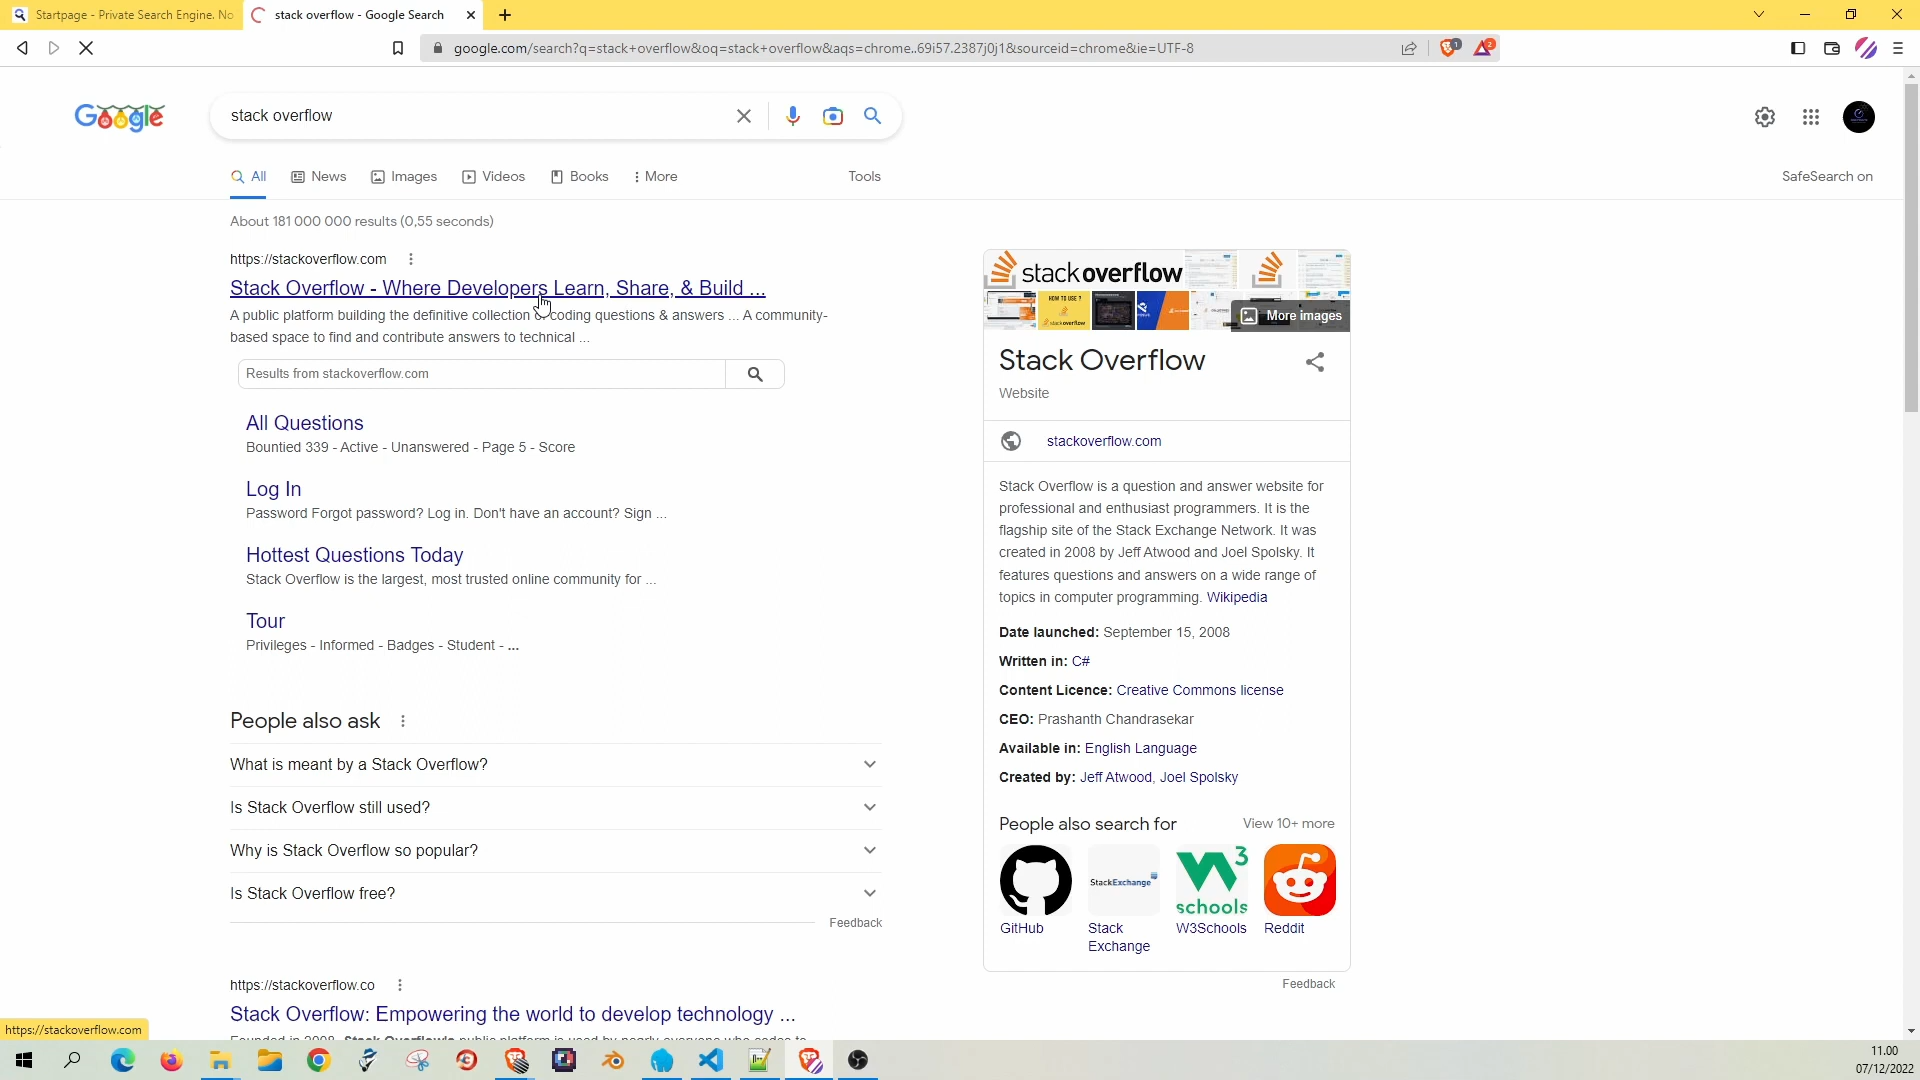 Startpage - Private Search Engine. No
stack overflow - Google Search
google.com/search?q=stack+overflow&oq=stack+overflow&aqs=chrome..69i57.2387j0j1&sourceid=chrome&ie=UTF-8
1
2
Google
stack overflow
All
News
Images
Videos
Books
More
Tools
SafeSearch on
About 181 000 000 results (0,55 seconds)
https://stackoverflow.com
Stack Overflow - Where Developers Learn, Share, & Build ...
A public platform building the definitive collection coding questions & answers ... A community-
based space to find and contribute answers to technical ...
Results from stackoverflow.com
All Questions
Bountied 339 - Active - Unanswered - Page 5 - Score
Log In
Password Forgot password? Log in. Don't have an account? Sign ...
Hottest Questions Today
Stack Overflow is the largest, most trusted online community for ...
Tour
Privileges - Informed - Badges - Student - ...
People also ask
What is meant by a Stack Overflow?
Is Stack Overflow still used?
Why is Stack Overflow so popular?
Is Stack Overflow free?
Feedback
https://stackoverflow.co
Stack Overflow: Empowering the world to develop technology ...
https://stackoverflow.com
stackoverflow
HOW TO USE ?
stackoverflow
More images
Stack Overflow
Website
stackoverflow.com
Stack Overflow is a question and answer website for
professional and enthusiast programmers. It is the
flagship site of the Stack Exchange Network. It was
created in 2008 by Jeff Atwood and Joel Spolsky. It
features questions and answers on a wide range of
topics in computer programming. Wikipedia
Date launched: September 15, 2008
Written in: C#
Content Licence: Creative Commons license
CEO: Prashanth Chandrasekar
Available in: English Language
Created by: Jeff Atwood, Joel Spolsky
People also search for
View 10+ more
StackExchange
W3
schools
GitHub
Stack
Exchange
W3Schools
Reddit
Feedback
11.00
07/12/2022